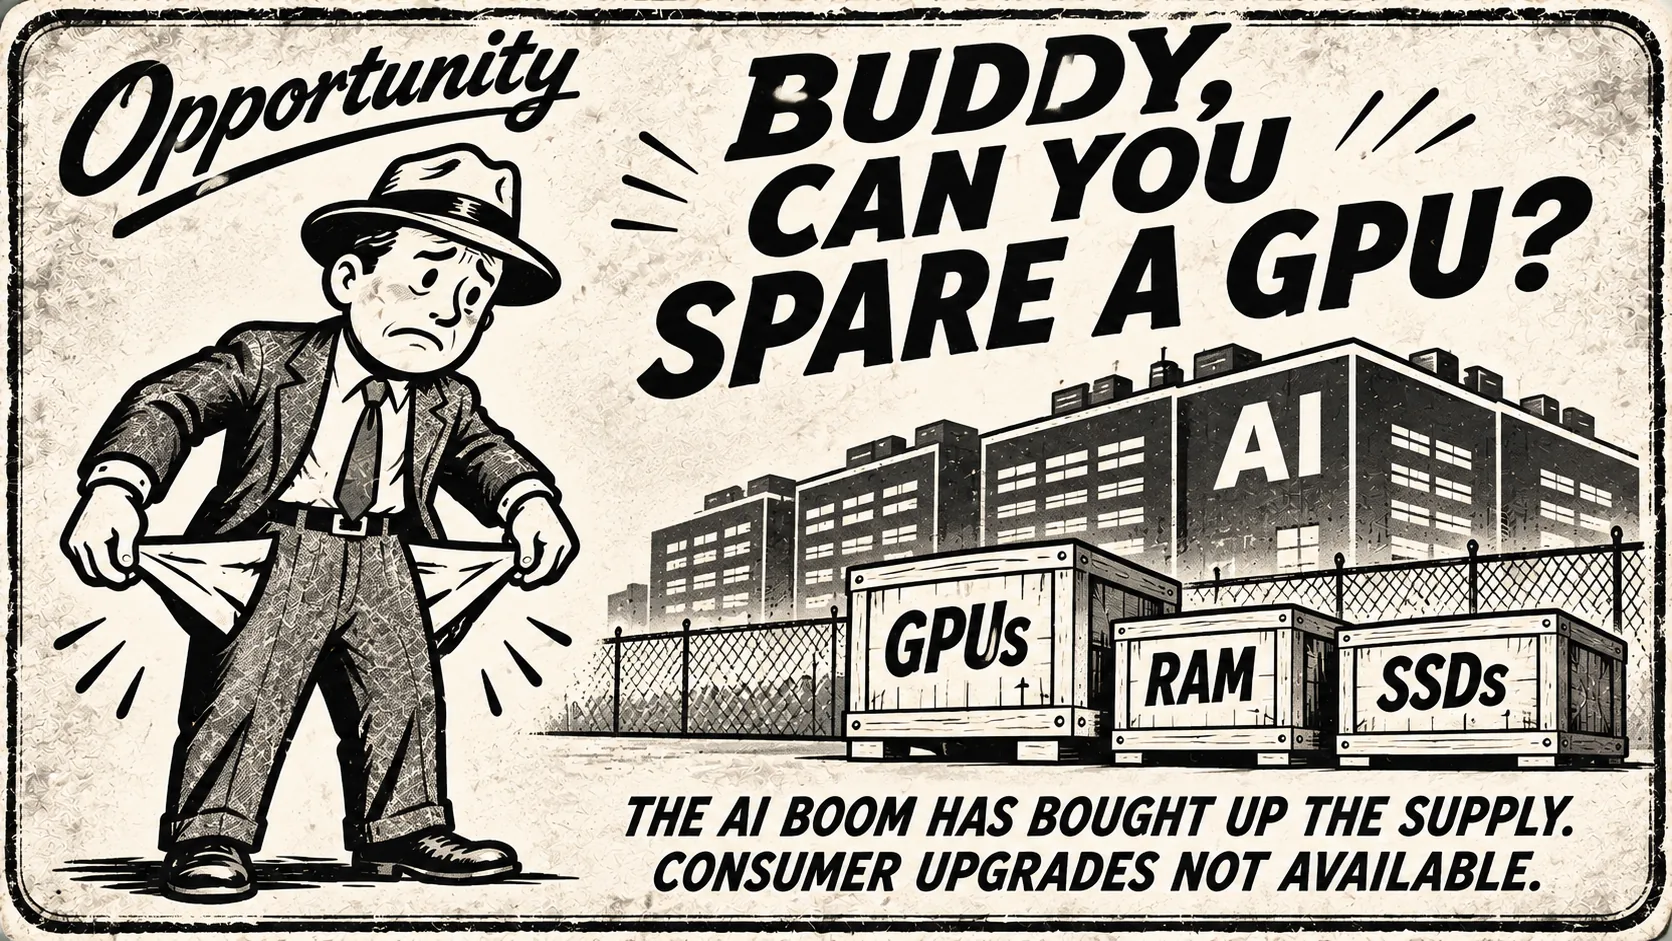 Opportunity
BUDDY,
CAN YOU
SPARE A GPU?
AI
GPUs
RAM
SSDs
THE AI BOOM HAS BOUGHT UP THE SUPPLY.
CONSUMER UPGRADES NOT AVAILABLE.